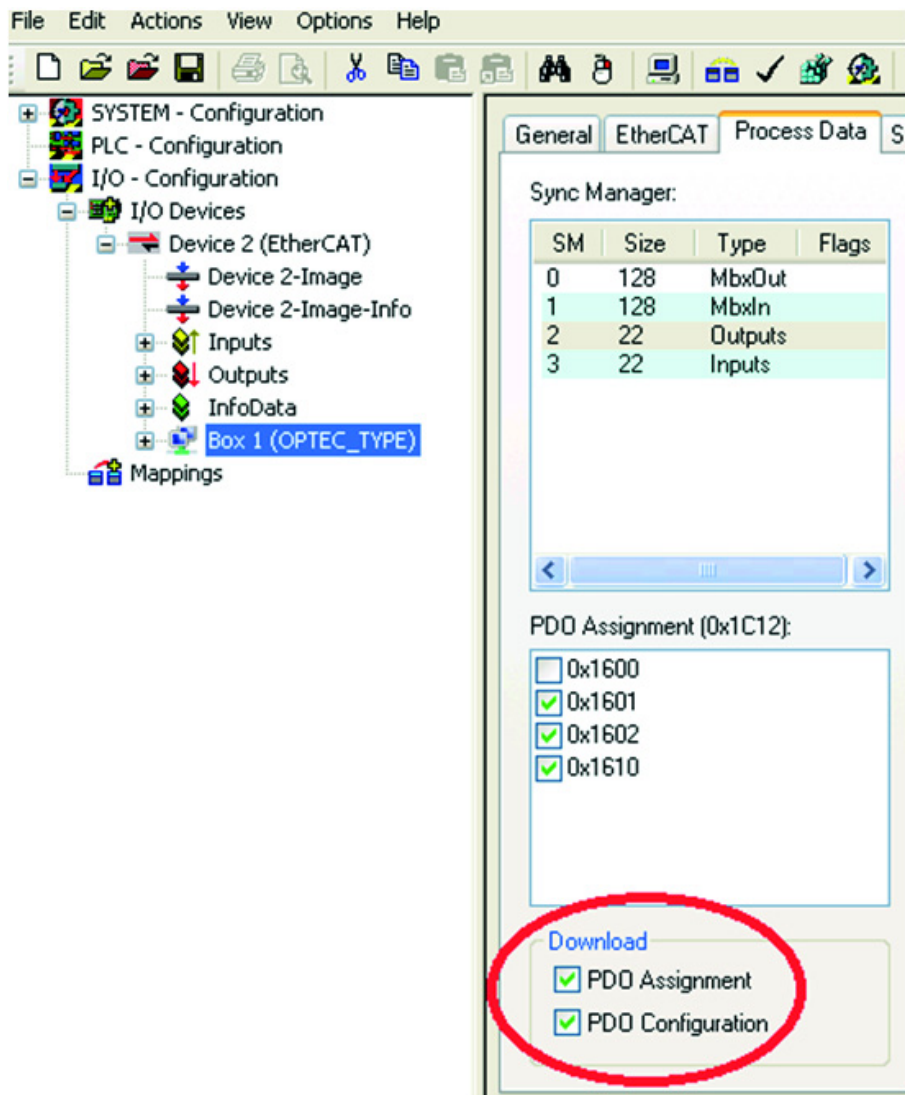 File Edit Actions View Options Help
SYSTEM - Configuration
PLC - Configuration
I/O - Configuration
I/O Devices
Device 2 (EtherCAT)
Device 2-Image
Device 2-Image-Info
Inputs
Outputs
InfoData
Box 1 (OPTEC_TYPE)
Mappings
General EtherCAT Process Data S
Sync Manager:
SM Size Type Flags
0 128 MbxOut
1 128 MbxIn
2 22 Outputs
3 22 Inputs
PDO Assignment (0x1C12):
0x1600
0x1601
0x1602
0x1610
Download
PDO Assignment
PDO Configuration